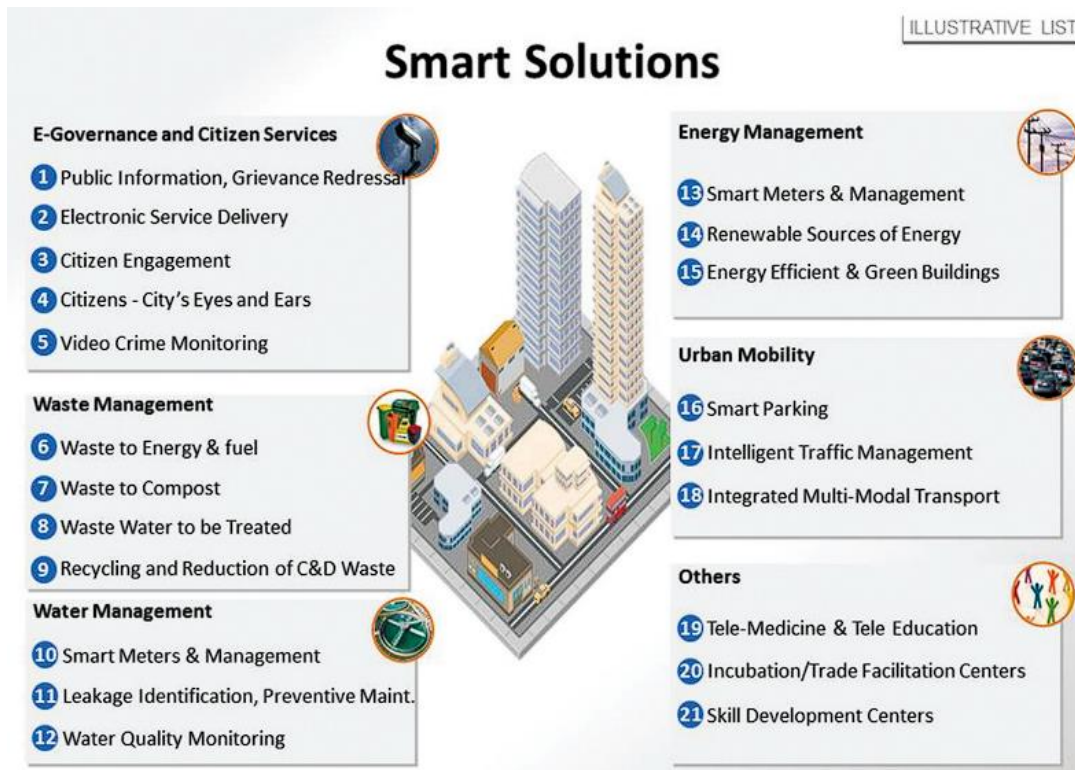 ILLUSTRATIVE LIST
Smart Solutions
E-Governance and Citizen Services
1 Public Information, Grievance Redressal
2 Electronic Service Delivery
3 Citizen Engagement
4 Citizens - City's Eyes and Ears
5 Video Crime Monitoring
Waste Management
6 Waste to Energy & fuel
7 Waste to Compost
8 Waste Water to be Treated
9 Recycling and Reduction of C&D Waste
Water Management
10 Smart Meters & Management
11 Leakage Identification, Preventive Maint.
12 Water Quality Monitoring
Energy Management
13 Smart Meters & Management
14 Renewable Sources of Energy
15 Energy Efficient & Green Buildings
Urban Mobility
16 Smart Parking
17 Intelligent Traffic Management
18 Integrated Multi-Modal Transport
Others
19 Tele-Medicine & Tele Education
20 Incubation/Trade Facilitation Centers
21 Skill Development Centers